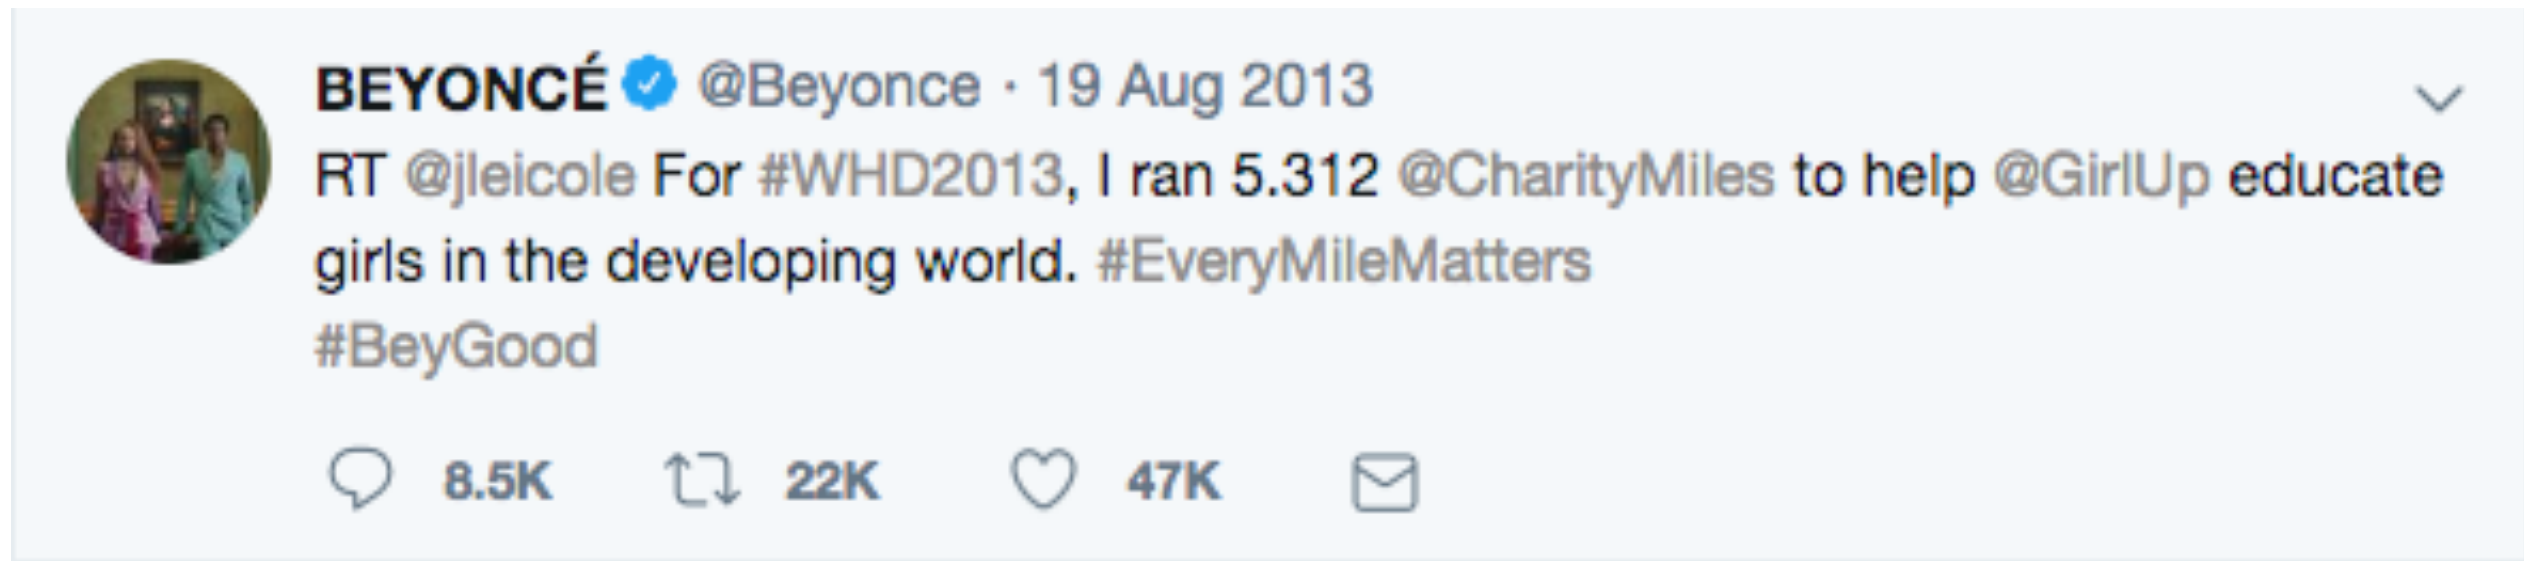 BEYONCÉ @Beyonce · 19 Aug 2013
RT @jleicole For #WHD2013, I ran 5.312 @CharityMiles to help @GirlUp educate
girls in the developing world. #EveryMileMatters
#BeyGood
8.5K 22K 47K